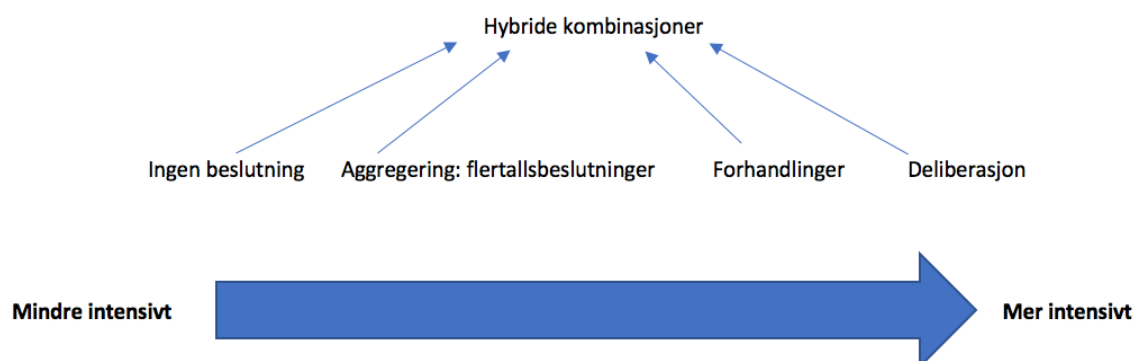 Hybride kombinasjoner
Ingen beslutning Aggregering: flertallsbeslutninger Forhandlinger Deliberasjon
Mindre intensivt Mer intensivt